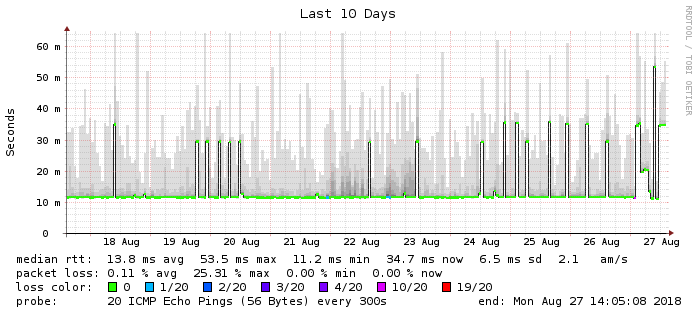 Last 10 Days
RRDTOOL / TOBI OETIKER
Seconds
60 m
50 m
40 m
30 m
20 m
10 m
0
18 Aug 19 Aug 20 Aug 21 Aug 22 Aug 23 Aug 24 Aug 25 Aug 26 Aug 27 Aug
median rtt: 13.8 ms avg 53.5 ms max 11.2 ms min 34.7 ms now 6.5 ms sd 2.1 am/s
packet loss: 0.11 % avg 25.31 % max 0.00 % min 0.00 % now
loss color: 0 1/20 2/20 3/20 4/20 10/20 19/20
probe: 20 ICMP Echo Pings (56 Bytes) every 300s end: Mon Aug 27 14:05:08 2018